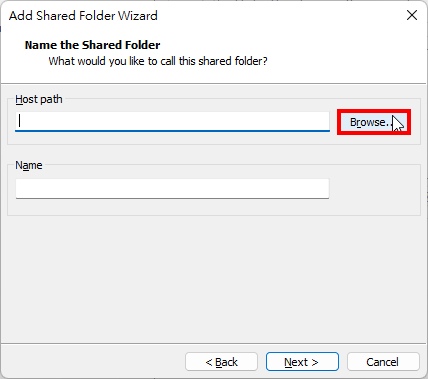 Add Shared Folder Wizard
Name the Shared Folder
What would you like to call this shared folder?
Host path
Browse...
Name
< Back
Next >
Cancel